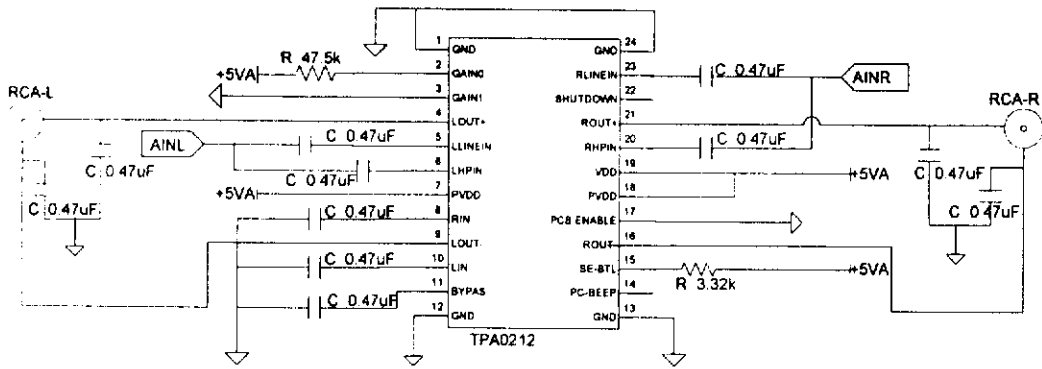 1
GND
24
GND
R 47.5k
+5VA
2
GAIN0
23
RLINEIN
C 0.47uF
AINR
RCA-L
3
GAIN1
22
SHUTDOWN
RCA-R
4
LOUT+
21
ROUT+
AINL
C 0.47uF
5
LLINEIN
20
RHPIN
C 0.47uF
C 0.47uF
C 0.47uF
6
LHPIN
19
VDD
+5VA
C 0.47uF
C 0.47uF
+5VA
7
PVDD
18
PVDD
C 0.47uF
C 0.47uF
C 0.47uF
8
RIN
17
PCB ENABLE
9
LOUT-
16
ROUT
C 0.47uF
10
LIN
15
SE-BTL
R 3.32k
+5VA
C 0.47uF
11
BYPAS
14
PC-BEEP
12
GND
13
GND
TPA0212